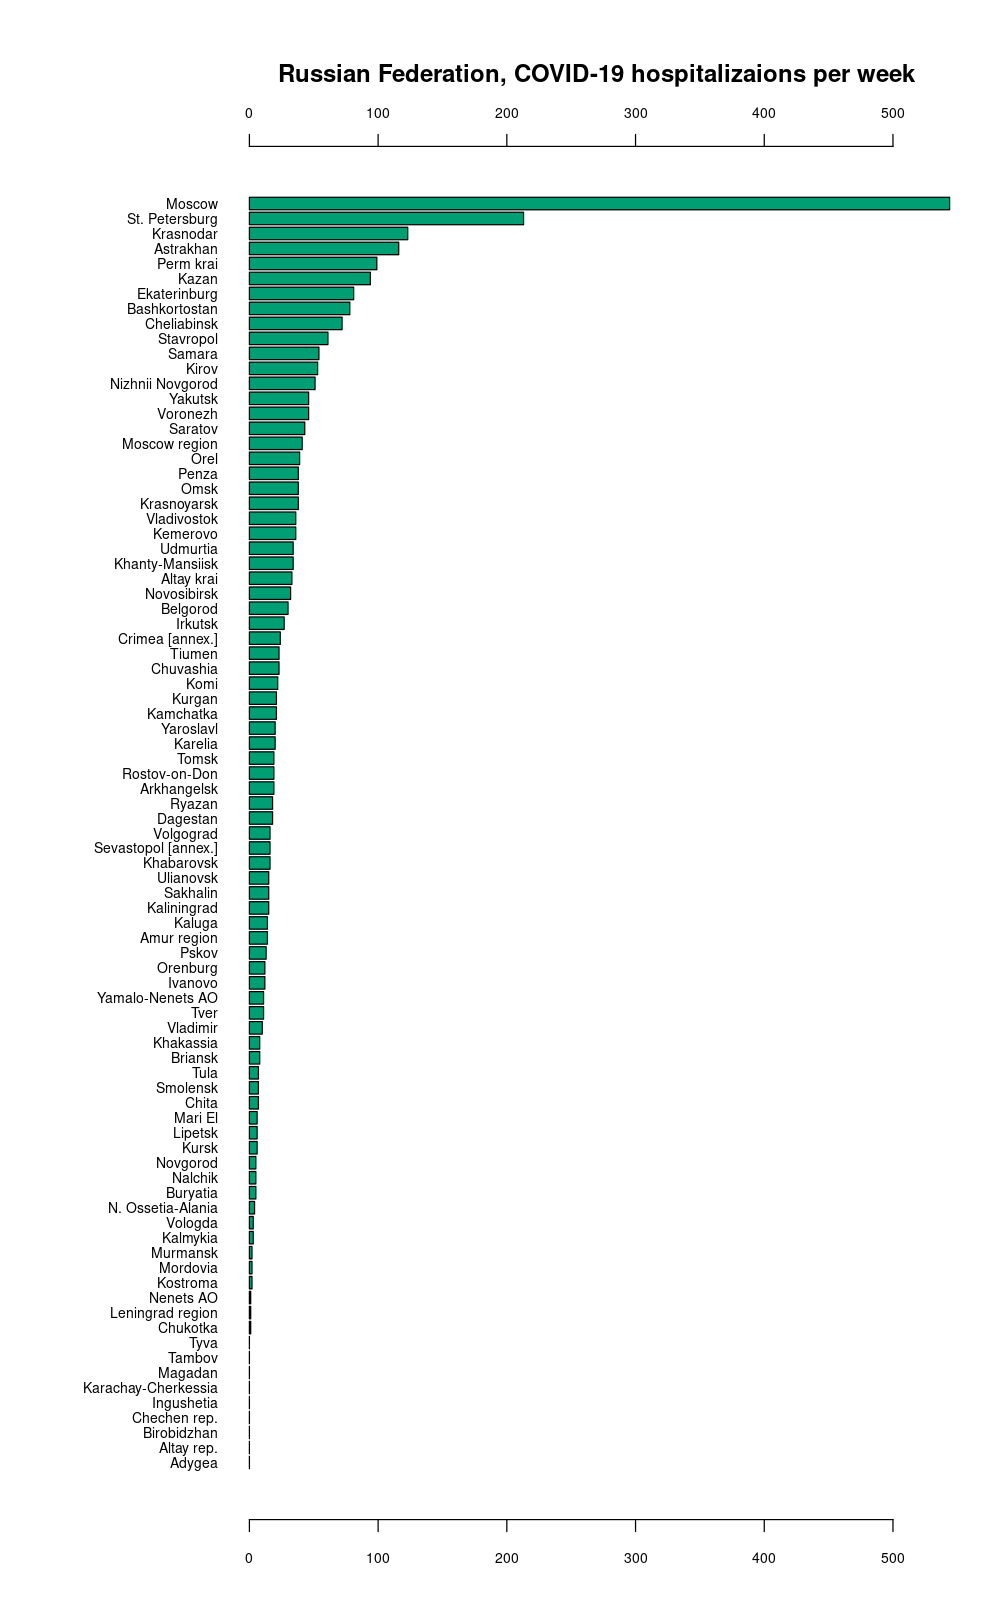 Russian Federation, COVID-19 hospitalizaions per week
0 100 200 300 400 500
Moscow
St. Petersburg
Krasnodar
Astrakhan
Perm krai
Kazan
Ekaterinburg
Bashkortostan
Cheliabinsk
Stavropol
Samara
Kirov
Nizhnii Novgorod
Yakutsk
Voronezh
Saratov
Moscow region
Orel
Penza
Omsk
Krasnoyarsk
Vladivostok
Kemerovo
Udmurtia
Khanty-Mansiisk
Altay krai
Novosibirsk
Belgorod
Irkutsk
Crimea [annex.]
Tiumen
Chuvashia
Komi
Kurgan
Kamchatka
Yaroslavl
Karelia
Tomsk
Rostov-on-Don
Arkhangelsk
Ryazan
Dagestan
Volgograd
Sevastopol [annex.]
Khabarovsk
Ulianovsk
Sakhalin
Kaliningrad
Kaluga
Amur region
Pskov
Orenburg
Ivanovo
Yamalo-Nenets AO
Tver
Vladimir
Khakassia
Briansk
Tula
Smolensk
Chita
Mari El
Lipetsk
Kursk
Novgorod
Nalchik
Buryatia
N. Ossetia-Alania
Vologda
Kalmykia
Murmansk
Mordovia
Kostroma
Nenets AO
Leningrad region
Chukotka
Tyva
Tambov
Magadan
Karachay-Cherkessia
Ingushetia
Chechen rep.
Birobidzhan
Altay rep.
Adygea
0 100 200 300 400 500